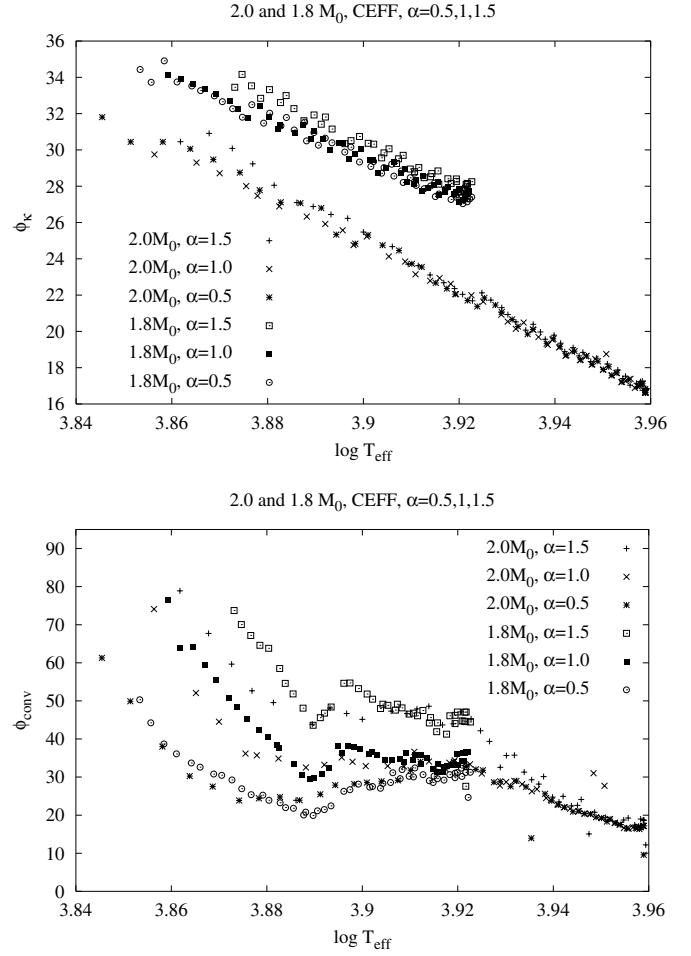 2.0 and 1.8 M₀, CEFF, α=0.5,1,1.5
36
34
32
30
28
26
24
22
20
18
16
ϕκ
2.0M₀, α=1.5
2.0M₀, α=1.0
2.0M₀, α=0.5
1.8M₀, α=1.5
1.8M₀, α=1.0
1.8M₀, α=0.5
3.84 3.86 3.88 3.9 3.92 3.94 3.96
log T_eff
2.0 and 1.8 M₀, CEFF, α=0.5,1,1.5
90
80
70
60
50
40
30
20
10
0
ϕ_conv
2.0M₀, α=1.5
2.0M₀, α=1.0
2.0M₀, α=0.5
1.8M₀, α=1.5
1.8M₀, α=1.0
1.8M₀, α=0.5
3.84 3.86 3.88 3.9 3.92 3.94 3.96
log T_eff